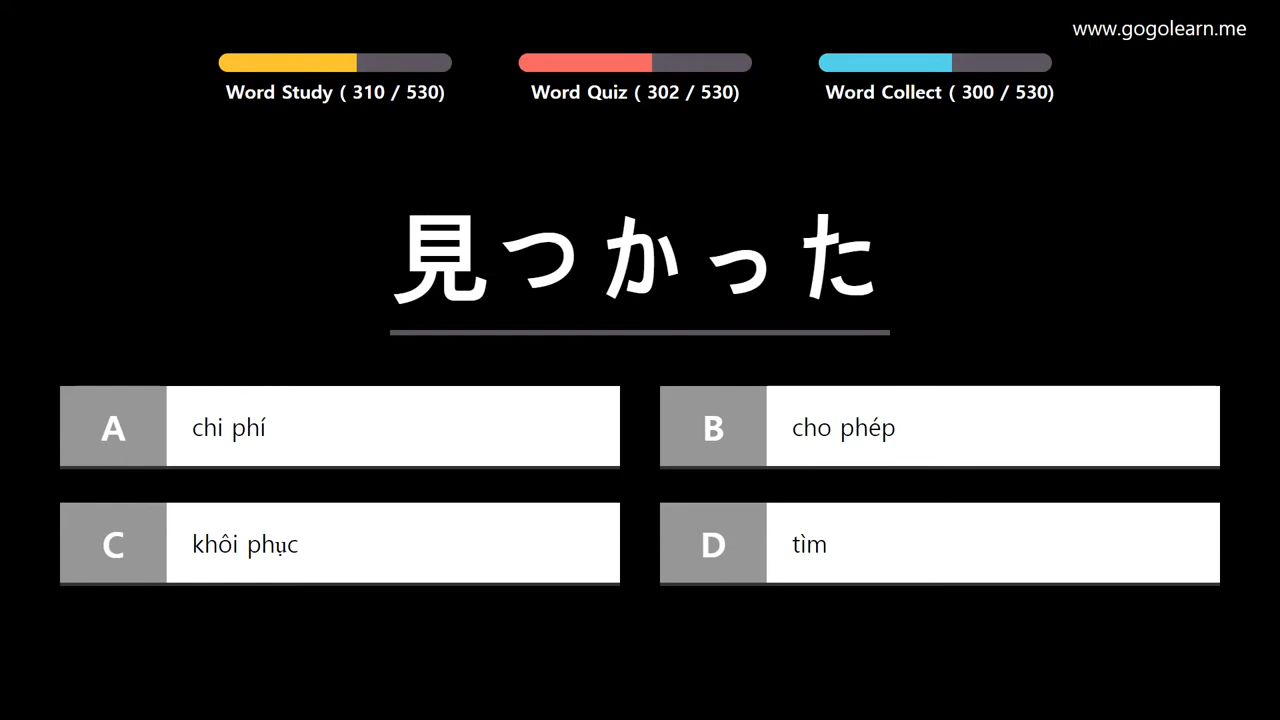 www.gogolearn.me
Word Study ( 310 / 530)
Word Quiz ( 302 / 530)
Word Collect ( 300 / 530)
見つかった
A chi phí
B cho phép
C khôi phục
D tìm